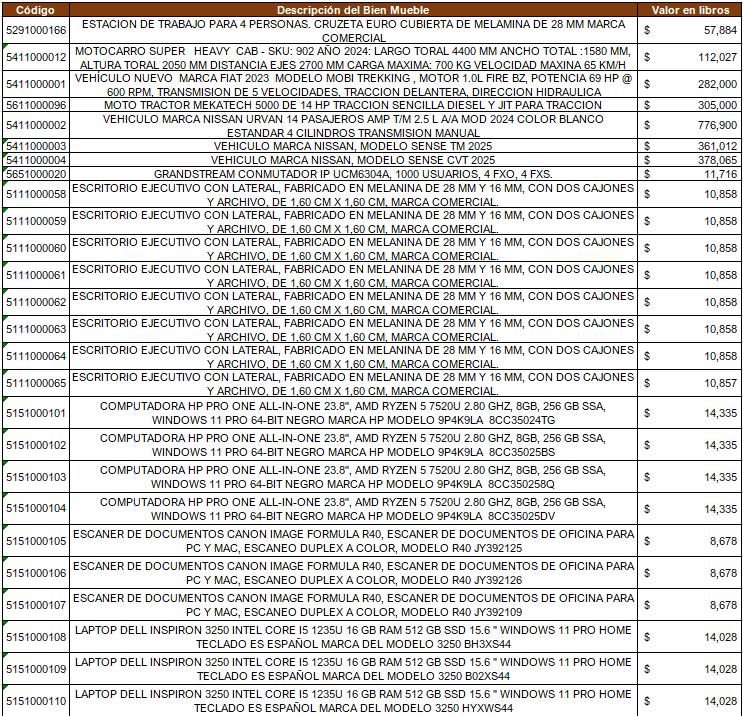 Código Descripción del Bien Mueble Valor en libros
5291000166 ESTACION DE TRABAJO PARA 4 PERSONAS. CRUZETA EURO CUBIERTA DE MELAMINA DE 28 MM MARCA COMERCIAL $ 57,884
5411000012 MOTOCARRO SUPER HEAVY CAB - SKU: 902 AÑO 2024: LARGO TORAL 4400 MM ANCHO TOTAL :1580 MM, ALTURA TORAL 2050 MM DISTANCIA EJES 2700 MM CARGA MAXIMA: 700 KG VELOCIDAD MAXINA 65 KM/H $ 112,027
5411000001 VEHÍCULO NUEVO MARCA FIAT 2023 MODELO MOBI TREKKING , MOTOR 1.0L FIRE BZ, POTENCIA 69 HP @ 600 RPM, TRANSMISION DE 5 VELOCIDADES, TRACCION DELANTERA, DIRECCION HIDRAULICA $ 282,000
5611000096 MOTO TRACTOR MEKATECH 5000 DE 14 HP TRACCION SENCILLA DIESEL Y JIT PARA TRACCION $ 305,000
5411000002 VEHICULO MARCA NISSAN URVAN 14 PASAJEROS AMP T/M 2.5 L A/A MOD 2024 COLOR BLANCO ESTANDAR 4 CILINDROS TRANSMISION MANUAL $ 776,900
5411000003 VEHICULO MARCA NISSAN, MODELO SENSE TM 2025 $ 361,012
5411000004 VEHICULO MARCA NISSAN, MODELO SENSE CVT 2025 $ 378,065
5651000020 GRANDSTREAM CONMUTADOR IP UCM6304A, 1000 USUARIOS, 4 FXO, 4 FXS. $ 11,716
5111000058 ESCRITORIO EJECUTIVO CON LATERAL, FABRICADO EN MELANINA DE 28 MM Y 16 MM, CON DOS CAJONES Y ARCHIVO, DE 1,60 CM X 1,60 CM, MARCA COMERCIAL. $ 10,858
5111000059 ESCRITORIO EJECUTIVO CON LATERAL, FABRICADO EN MELANINA DE 28 MM Y 16 MM, CON DOS CAJONES Y ARCHIVO, DE 1,60 CM X 1,60 CM, MARCA COMERCIAL. $ 10,858
5111000060 ESCRITORIO EJECUTIVO CON LATERAL, FABRICADO EN MELANINA DE 28 MM Y 16 MM, CON DOS CAJONES Y ARCHIVO, DE 1,60 CM X 1,60 CM, MARCA COMERCIAL. $ 10,858
5111000061 ESCRITORIO EJECUTIVO CON LATERAL, FABRICADO EN MELANINA DE 28 MM Y 16 MM, CON DOS CAJONES Y ARCHIVO, DE 1,60 CM X 1,60 CM, MARCA COMERCIAL. $ 10,858
5111000062 ESCRITORIO EJECUTIVO CON LATERAL, FABRICADO EN MELANINA DE 28 MM Y 16 MM, CON DOS CAJONES Y ARCHIVO, DE 1,60 CM X 1,60 CM, MARCA COMERCIAL. $ 10,858
5111000063 ESCRITORIO EJECUTIVO CON LATERAL, FABRICADO EN MELANINA DE 28 MM Y 16 MM, CON DOS CAJONES Y ARCHIVO, DE 1,60 CM X 1,60 CM, MARCA COMERCIAL. $ 10,858
5111000064 ESCRITORIO EJECUTIVO CON LATERAL, FABRICADO EN MELANINA DE 28 MM Y 16 MM, CON DOS CAJONES Y ARCHIVO, DE 1,60 CM X 1,60 CM, MARCA COMERCIAL. $ 10,858
5111000065 ESCRITORIO EJECUTIVO CON LATERAL, FABRICADO EN MELANINA DE 28 MM Y 16 MM, CON DOS CAJONES Y ARCHIVO, DE 1,60 CM X 1,60 CM, MARCA COMERCIAL. $ 10,857
5151000101 COMPUTADORA HP PRO ONE ALL-IN-ONE 23.8", AMD RYZEN 5 7520U 2.80 GHZ, 8GB, 256 GB SSA, WINDOWS 11 PRO 64-BIT NEGRO MARCA HP MODELO 9P4K9LA 8CC35024TG $ 14,335
5151000102 COMPUTADORA HP PRO ONE ALL-IN-ONE 23.8", AMD RYZEN 5 7520U 2.80 GHZ, 8GB, 256 GB SSA, WINDOWS 11 PRO 64-BIT NEGRO MARCA HP MODELO 9P4K9LA 8CC35025BS $ 14,335
5151000103 COMPUTADORA HP PRO ONE ALL-IN-ONE 23.8", AMD RYZEN 5 7520U 2.80 GHZ, 8GB, 256 GB SSA, WINDOWS 11 PRO 64-BIT NEGRO MARCA HP MODELO 9P4K9LA 8CC350258Q $ 14,335
5151000104 COMPUTADORA HP PRO ONE ALL-IN-ONE 23.8", AMD RYZEN 5 7520U 2.80 GHZ, 8GB, 256 GB SSA, WINDOWS 11 PRO 64-BIT NEGRO MARCA HP MODELO 9P4K9LA 8CC35025DV $ 14,335
5151000105 ESCANER DE DOCUMENTOS CANON IMAGE FORMULA R40, ESCANER DE DOCUMENTOS DE OFICINA PARA PC Y MAC, ESCANEO DUPLEX A COLOR, MODELO R40 JY392125 $ 8,678
5151000106 ESCANER DE DOCUMENTOS CANON IMAGE FORMULA R40, ESCANER DE DOCUMENTOS DE OFICINA PARA PC Y MAC, ESCANEO DUPLEX A COLOR, MODELO R40 JY392126 $ 8,678
5151000107 ESCANER DE DOCUMENTOS CANON IMAGE FORMULA R40, ESCANER DE DOCUMENTOS DE OFICINA PARA PC Y MAC, ESCANEO DUPLEX A COLOR, MODELO R40 JY392109 $ 8,678
5151000108 LAPTOP DELL INSPIRON 3250 INTEL CORE I5 1235U 16 GB RAM 512 GB SSD 15.6 " WINDOWS 11 PRO HOME TECLADO ES ESPAÑOL MARCA DEL MODELO 3250 BH3XS44 $ 14,028
5151000109 LAPTOP DELL INSPIRON 3250 INTEL CORE I5 1235U 16 GB RAM 512 GB SSD 15.6 " WINDOWS 11 PRO HOME TECLADO ES ESPAÑOL MARCA DEL MODELO 3250 B02XS44 $ 14,028
5151000110 LAPTOP DELL INSPIRON 3250 INTEL CORE I5 1235U 16 GB RAM 512 GB SSD 15.6 " WINDOWS 11 PRO HOME TECLADO ES ESPAÑOL MARCA DEL MODELO 3250 HYXWS44 $ 14,028